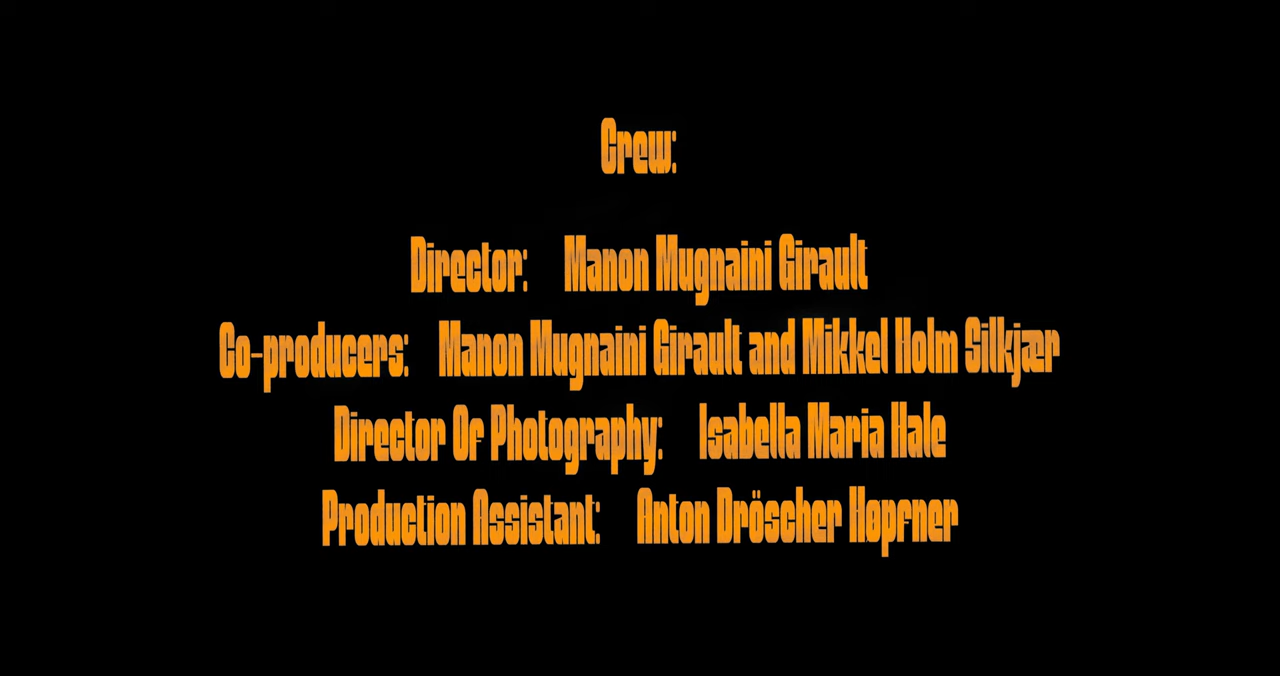 Crew:
Director: Manon Mugnaini Girault
Co-producers: Manon Mugnaini Girault and Mikkel Holm Silkjær
Director Of Photography: Isabella Maria Hale
Production Assistant: Anton Dröscher Høpfner